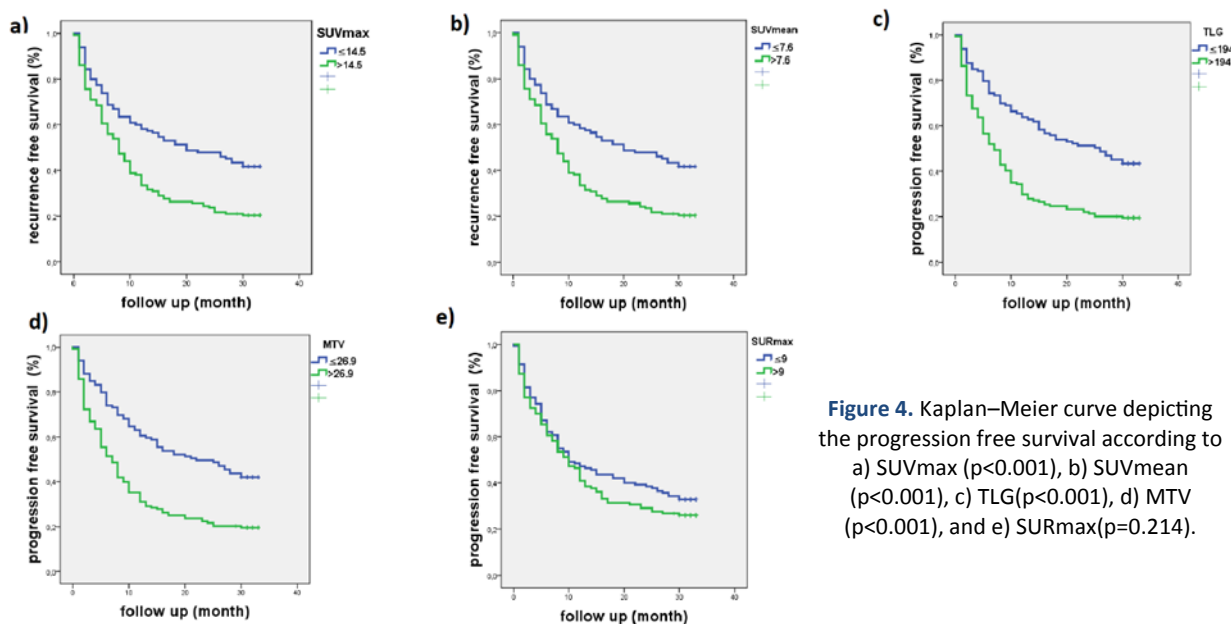 a)
SUVmax
≤14.5
>14.5
recurrence free survival (%)
1,0
0,8
0,6
0,4
0,2
0,0
0
10
20
30
40
follow up (month)
b)
SUVmean
≤7.6
>7.6
recurrence free survival (%)
1,0
0,8
0,6
0,4
0,2
0,0
0
10
20
30
40
follow up (month)
c)
TLG
≤194
>194
progression free survival (%)
1,0
0,8
0,6
0,4
0,2
0,0
0
10
20
30
40
follow up (month)
d)
MTV
≤26.9
>26.9
progression free survival (%)
1,0
0,8
0,6
0,4
0,2
0,0
0
10
20
30
40
follow up (month)
e)
SURmax
≤9
>9
progression free survival (%)
1,0
0,8
0,6
0,4
0,2
0,0
0
10
20
30
40
follow up (month)
Figure 4. Kaplan–Meier curve depicting
the progression free survival according to
a) SUVmax (p<0.001), b) SUVmean
(p<0.001), c) TLG(p<0.001), d) MTV
(p<0.001), and e) SURmax(p=0.214).